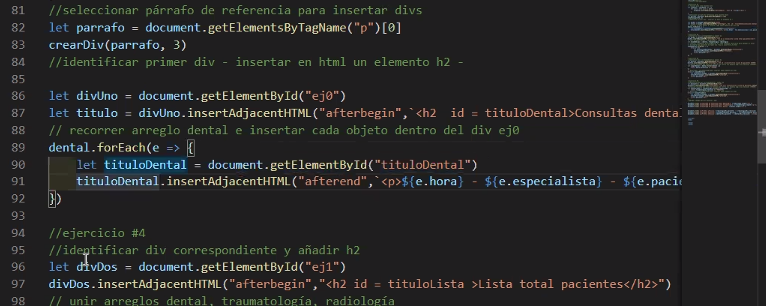 81 //seleccionar párrafo de referencia para insertar divs
82 let parrafo = document.getElementsByTagName("p")[0]
83 crearDiv(parrafo, 3)
84 //identificar primer div - insertar en html un elemento h2 -
85
86 let divUno = document.getElementById("ej0")
87 let titulo = divUno.insertAdjacentHTML("afterbegin",`<h2  id = tituloDental>Consultas dental
88 // recorrer arreglo dental e insertar cada objeto dentro del div ej0
89 dental.forEach(e => {
90 let tituloDental = document.getElementById("tituloDental")
91 tituloDental.insertAdjacentHTML("afterend",`<p>${e.hora} - ${e.especialista} - ${e.pacie
92 })
93
94 //ejercicio #4
95 //identificar div correspondiente y añadir h2
96 let divDos = document.getElementById("ej1")
97 divDos.insertAdjacentHTML("afterbegin","<h2 id = tituloLista >Lista total pacientes</h2>")
98 // unir arreglos dental, traumatología, radiología